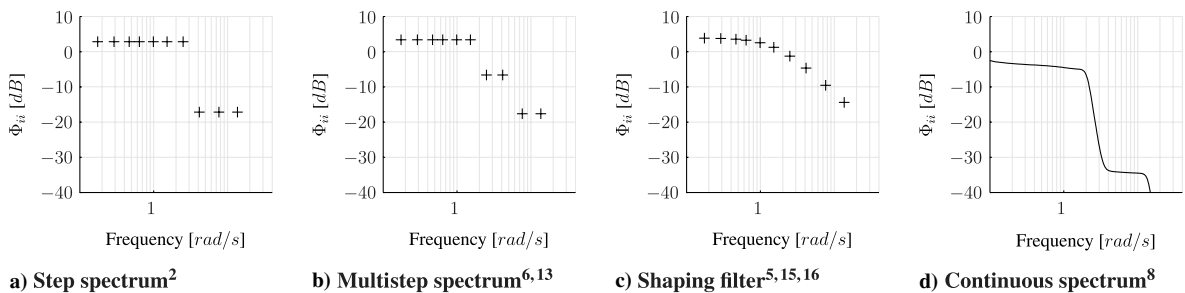 10
0
−10
−20
−30
−40
Φii [dB]
1
Frequency [rad/s]
a) Step spectrum2
10
0
−10
−20
−30
−40
Φii [dB]
1
Frequency [rad/s]
b) Multistep spectrum6,13
10
0
−10
−20
−30
−40
Φii [dB]
1
Frequency [rad/s]
c) Shaping filter5,15,16
10
0
−10
−20
−30
−40
Φii [dB]
1
Frequency [rad/s]
d) Continuous spectrum8